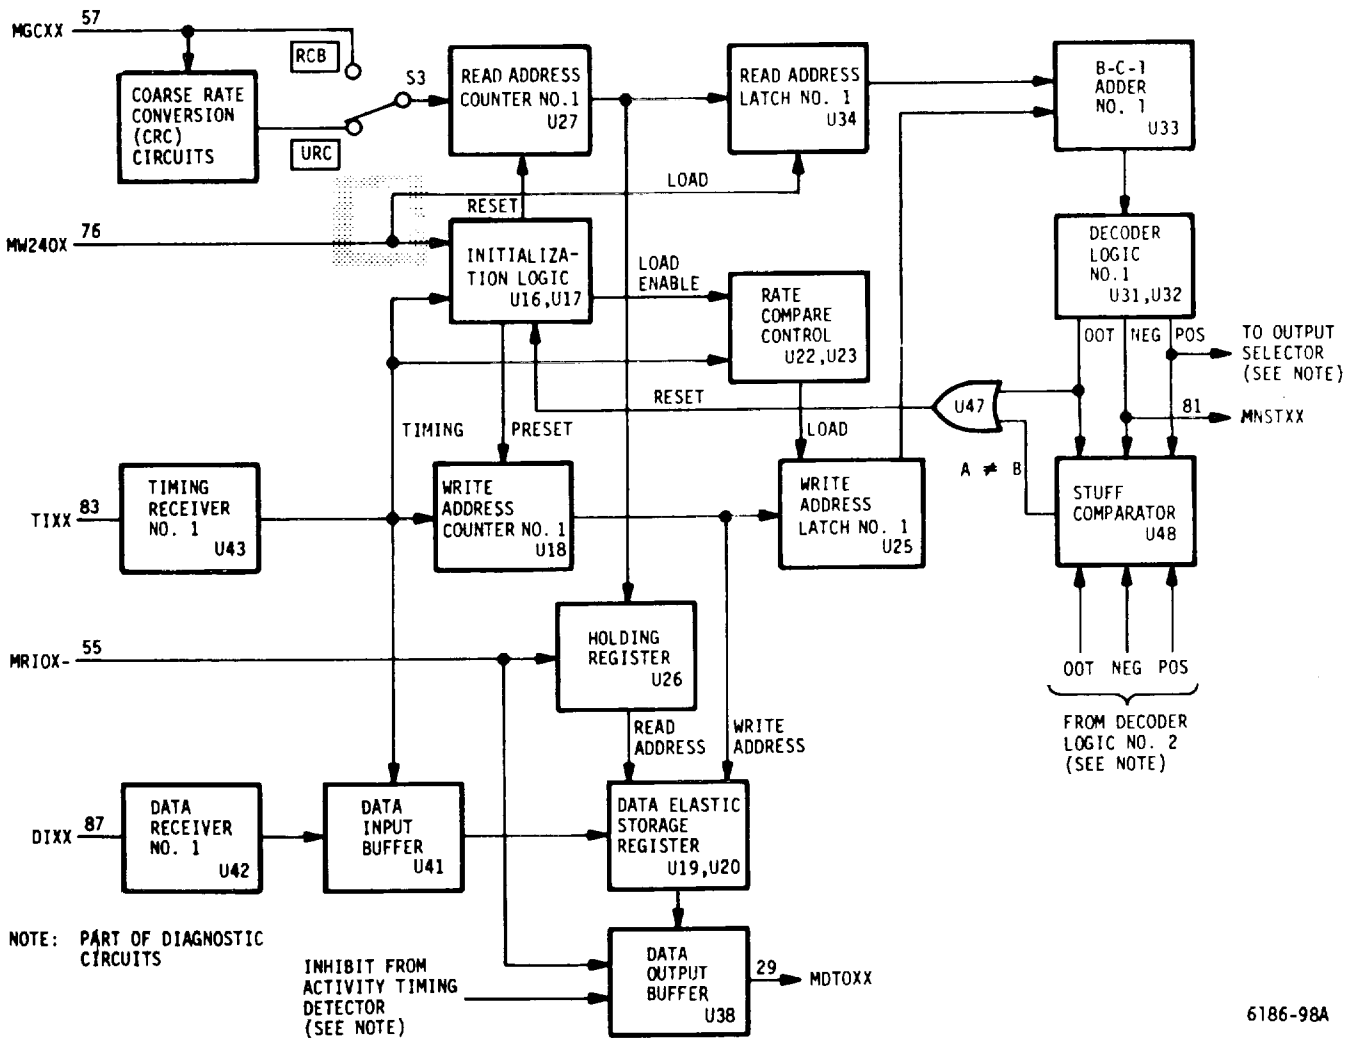 MGCXX 57
RCB
COARSE RATE
CONVERSION
(CRC)
CIRCUITS
URC
S3
READ ADDRESS
COUNTER NO.1
U27
READ ADDRESS
LATCH NO. 1
U34
B-C-1
ADDER
NO. 1
U33
LOAD
RESET
MW240X 76
INITIALIZA-
TION LOGIC
U16,U17
LOAD
ENABLE
RATE
COMPARE
CONTROL
U22,U23
DECODER
LOGIC
NO.1
U31,U32
OOT NEG POS
TO OUTPUT
SELECTOR
(SEE NOTE)
RESET
U47
81
MNSTXX
TIMING
PRESET
LOAD
A ≠ B
TIXX 83
TIMING
RECEIVER
NO. 1
U43
WRITE
ADDRESS
COUNTER NO. 1
U18
WRITE
ADDRESS
LATCH NO. 1
U25
STUFF
COMPARATOR
U48
MRIOX- 55
HOLDING
REGISTER
U26
OOT NEG POS
FROM DECODER
LOGIC NO. 2
(SEE NOTE)
READ
ADDRESS
WRITE
ADDRESS
DIXX 87
DATA
RECEIVER
NO. 1
U42
DATA
INPUT
BUFFER
U41
DATA ELASTIC
STORAGE
REGISTER
U19,U20
NOTE: PART OF DIAGNOSTIC
CIRCUITS
INHIBIT FROM
ACTIVITY TIMING
DETECTOR
(SEE NOTE)
DATA
OUTPUT
BUFFER
U38
29
MDTOXX
6186-98A